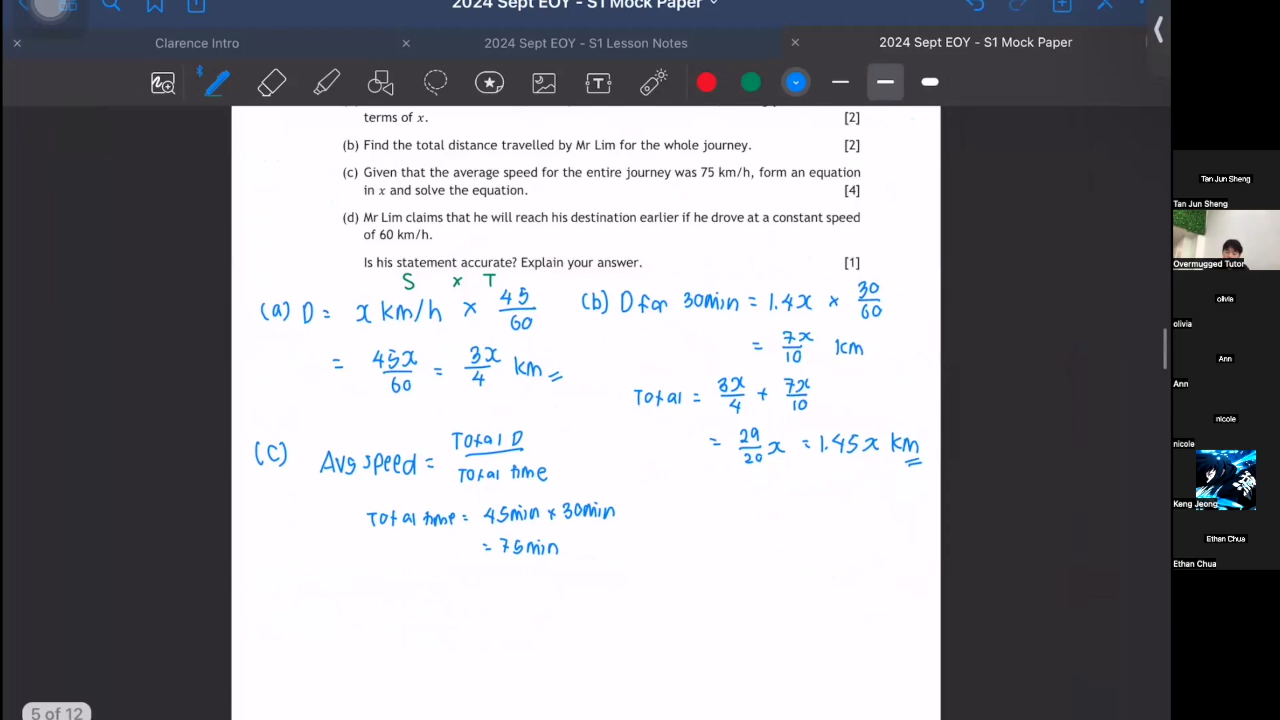 2024 Sept EOY - S1 Mock Paper
Clarence Intro
2024 Sept EOY - S1 Lesson Notes
2024 Sept EOY - S1 Mock Paper
terms of x. [2]
(b) Find the total distance travelled by Mr Lim for the whole journey. [2]
(c) Given that the average speed for the entire journey was 75 km/h, form an equation
in x and solve the equation. [4]
(d) Mr Lim claims that he will reach his destination earlier if he drove at a constant speed
of 60 km/h.
Is his statement accurate? Explain your answer. [1]
S × T
(a) D = x km/h × 45/60
= 45x/60 = 3x/4 km
(b) D for 30min = 1.4x × 30/60
= 7x/10 km
Total = 3x/4 + 7x/10
= 29/20 x = 1.45x km
(c) Avg speed = Total D/Total time
Total time = 45min × 30min
= 75min
5 of 12
Tan Jun Sheng
Tan Jun Sheng
Overmugged Tutor
olivia
olivia
Ann
Ann
nicole
nicole
Keng Jeong
Ethan Chua
Ethan Chua